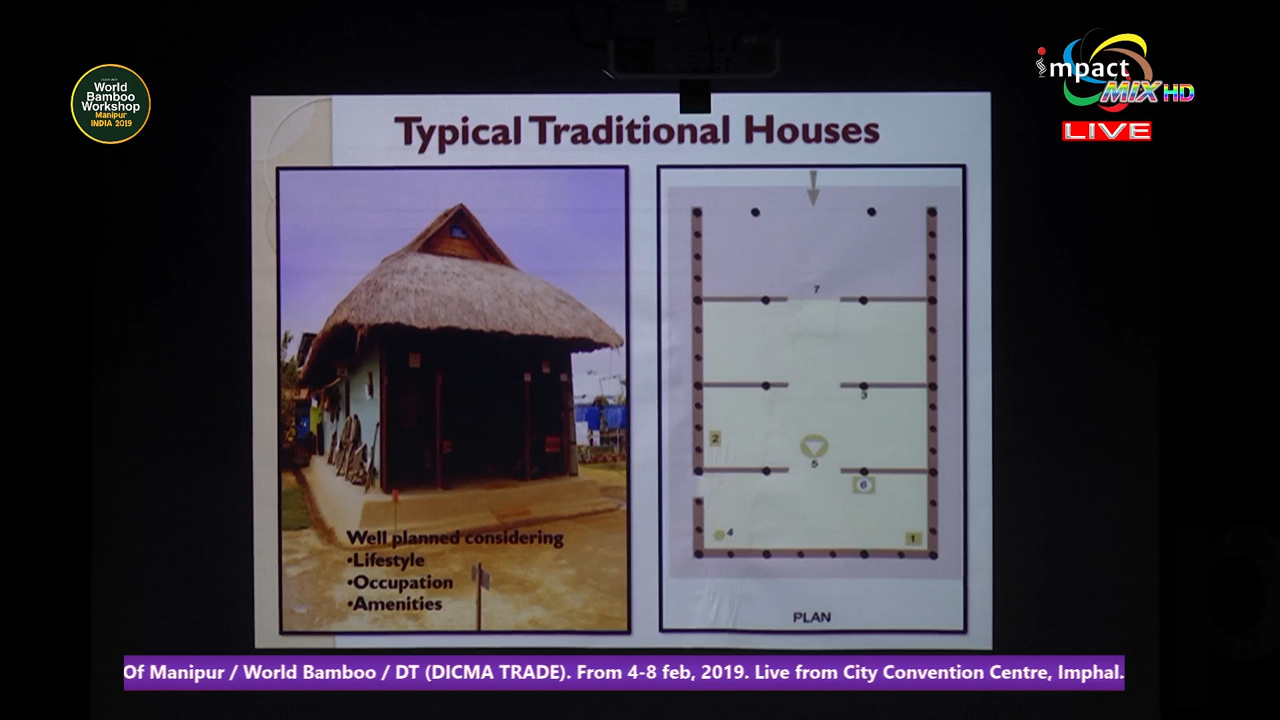 World
Bamboo
Workshop
Manipur
INDIA 2019
impact
MIX HD
LIVE
Typical Traditional Houses
7
3
2
5
6
4
1
Well planned considering
•Lifestyle
•Occupation
•Amenities
PLAN
Of Manipur / World Bamboo / DT (DICMA TRADE). From 4-8 feb, 2019. Live from City Convention Centre, Imphal.